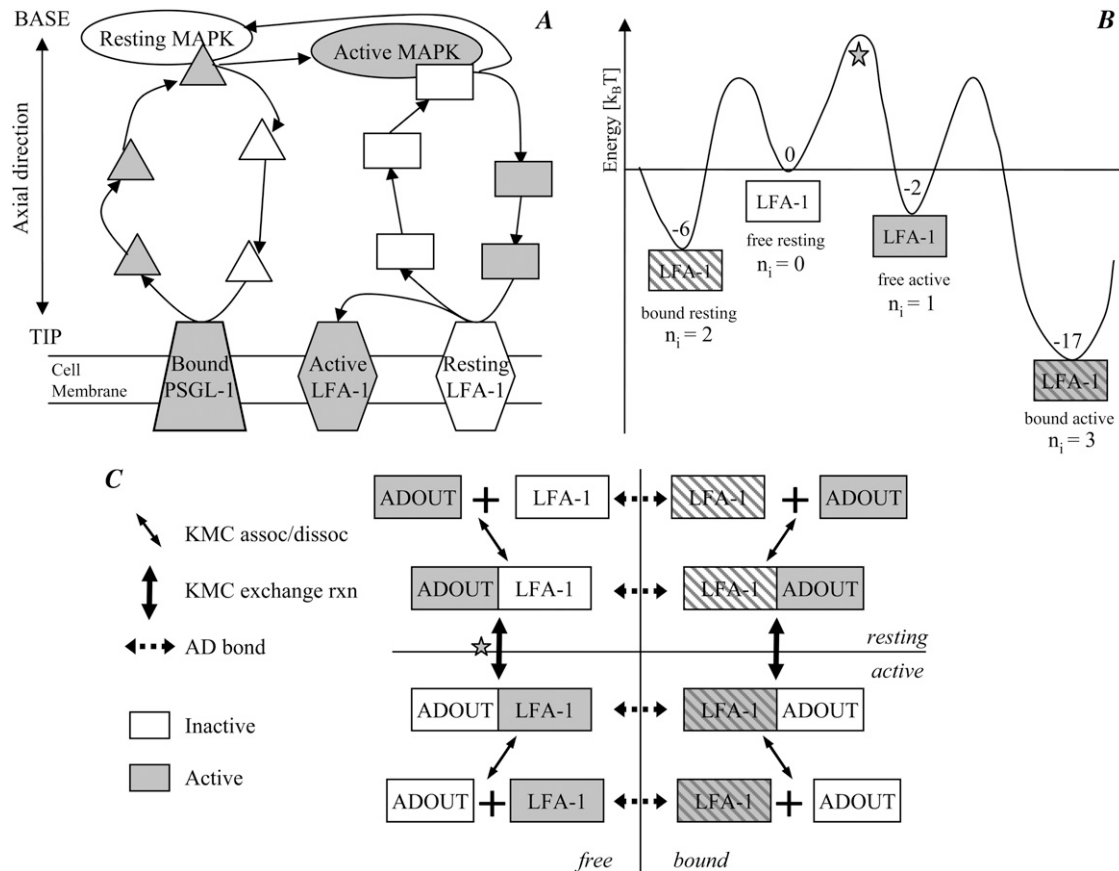 A
BASE
Resting MAPK
Active MAPK
Axial direction
TIP
Cell
Membrane
Bound
PSGL-1
Active
LFA-1
Resting
LFA-1
B
Energy [kBT]
0
-2
-6
-17
LFA-1
free resting
ni = 0
LFA-1
free active
ni = 1
LFA-1
bound resting
ni = 2
LFA-1
bound active
ni = 3
C
KMC assoc/dissoc
KMC exchange rxn
AD bond
Inactive
Active
ADOUT + LFA-1 LFA-1 + ADOUT
ADOUT LFA-1 LFA-1 ADOUT
resting
active
ADOUT LFA-1 LFA-1 ADOUT
ADOUT + LFA-1 LFA-1 + ADOUT
free bound